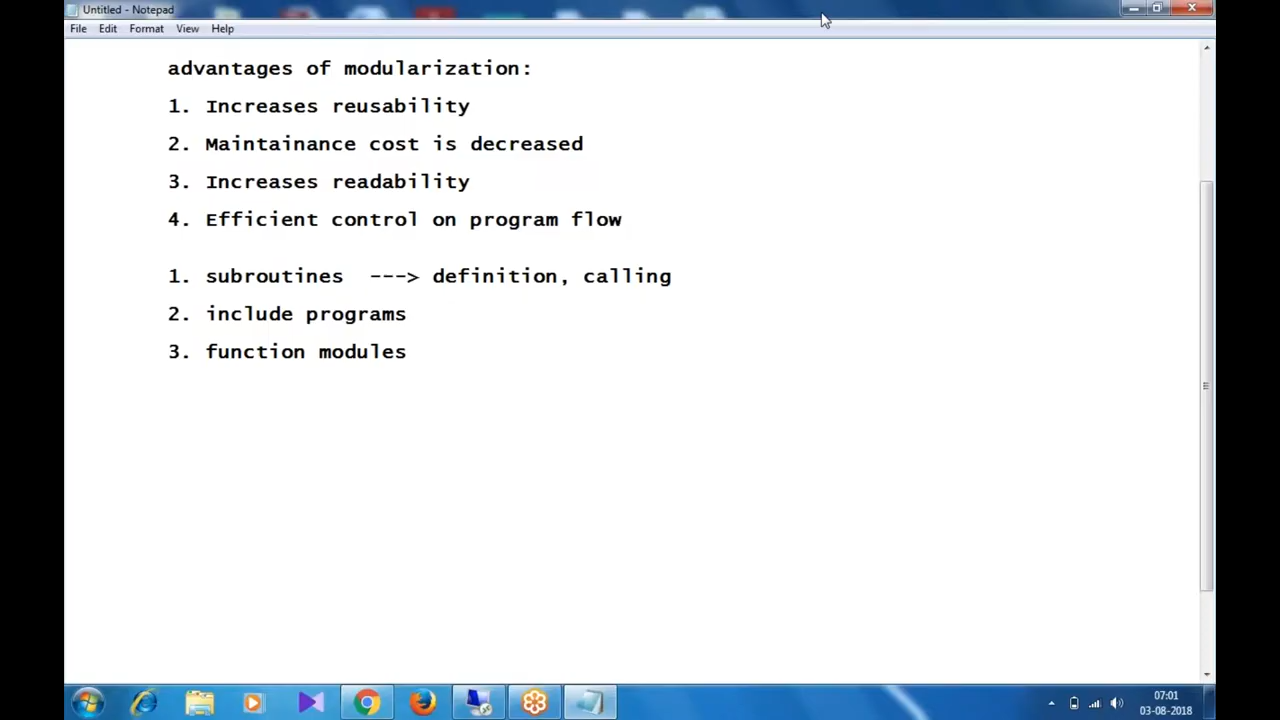 Untitled - Notepad
File Edit Format View Help
advantages of modularization:
1. Increases reusability
2. Maintainance cost is decreased
3. Increases readability
4. Efficient control on program flow
1. subroutines ---> definition, calling
2. include programs
3. function modules
07:01
03-08-2018